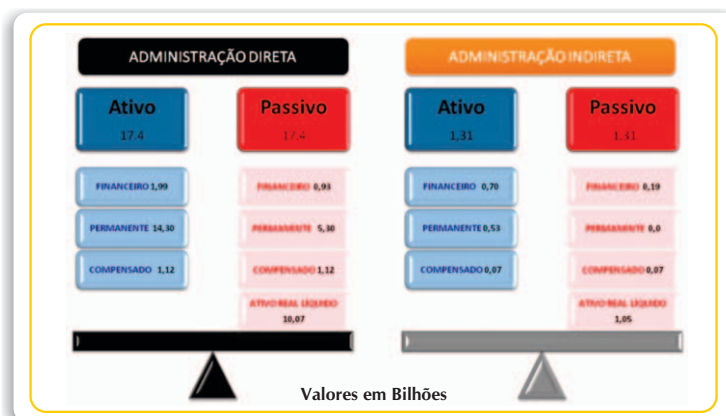 ADMINISTRAÇÃO DIRETA
Ativo
17.4
Passivo
17.4
FINANCEIRO 1,99
FINANCEIRO 0,93
PERMANENTE 14,30
PERMANENTE 5,30
COMPENSADO 1,12
COMPENSADO 1,12
ATIVO REAL LÍQUIDO
10,07
ADMINISTRAÇÃO INDIRETA
Ativo
1,31
Passivo
1.31
FINANCEIRO 0,70
FINANCEIRO 0,19
PERMANENTE 0,53
PERMANENTE 0,0
COMPENSADO 0,07
COMPENSADO 0,07
ATIVO REAL LÍQUIDO
1,05
Valores em Bilhões